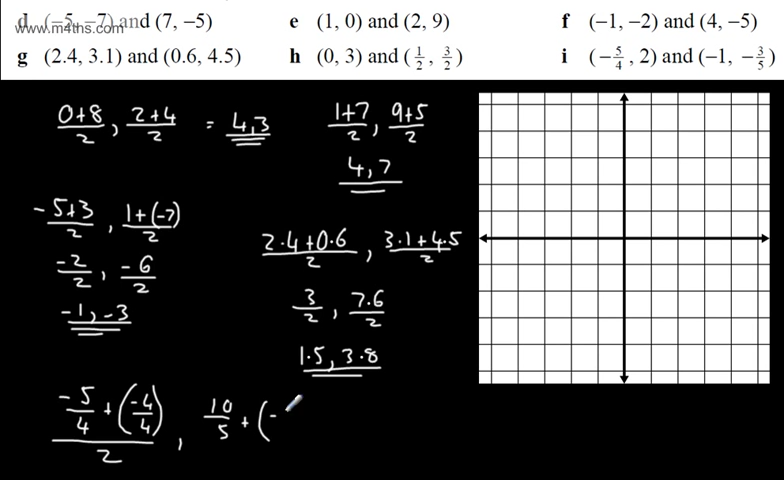 d (−5, −7) and (7, −5) e (1, 0) and (2, 9) f (−1, −2) and (4, −5)
www.m4ths.com
g (2.4, 3.1) and (0.6, 4.5) h (0, 3) and (1/2, 3/2) i (−5/4, 2) and (−1, −3/5)
(0+8)/2, (2+4)/2 = 4,3
(1+7)/2, (9+5)/2
4,7
(-5+3)/2, (1+(-7))/2
-2/2, -6/2
-1,-3
(2.4+0.6)/2, (3.1+4.5)/2
3/2, 7.6/2
1.5, 3.8
(-5/4 + (-4/4))/2, 10/5 + (-